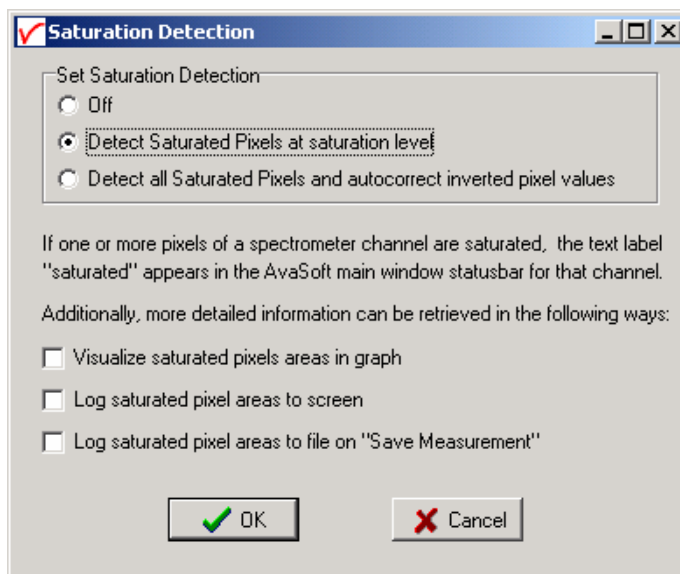 Saturation Detection
Set Saturation Detection
Off
Detect Saturated Pixels at saturation level
Detect all Saturated Pixels and autocorrect inverted pixel values
If one or more pixels of a spectrometer channel are saturated, the text label
"saturated" appears in the AvaSoft main window statusbar for that channel.
Additionally, more detailed information can be retrieved in the following ways:
Visualize saturated pixels areas in graph
Log saturated pixel areas to screen
Log saturated pixel areas to file on "Save Measurement"
OK
Cancel